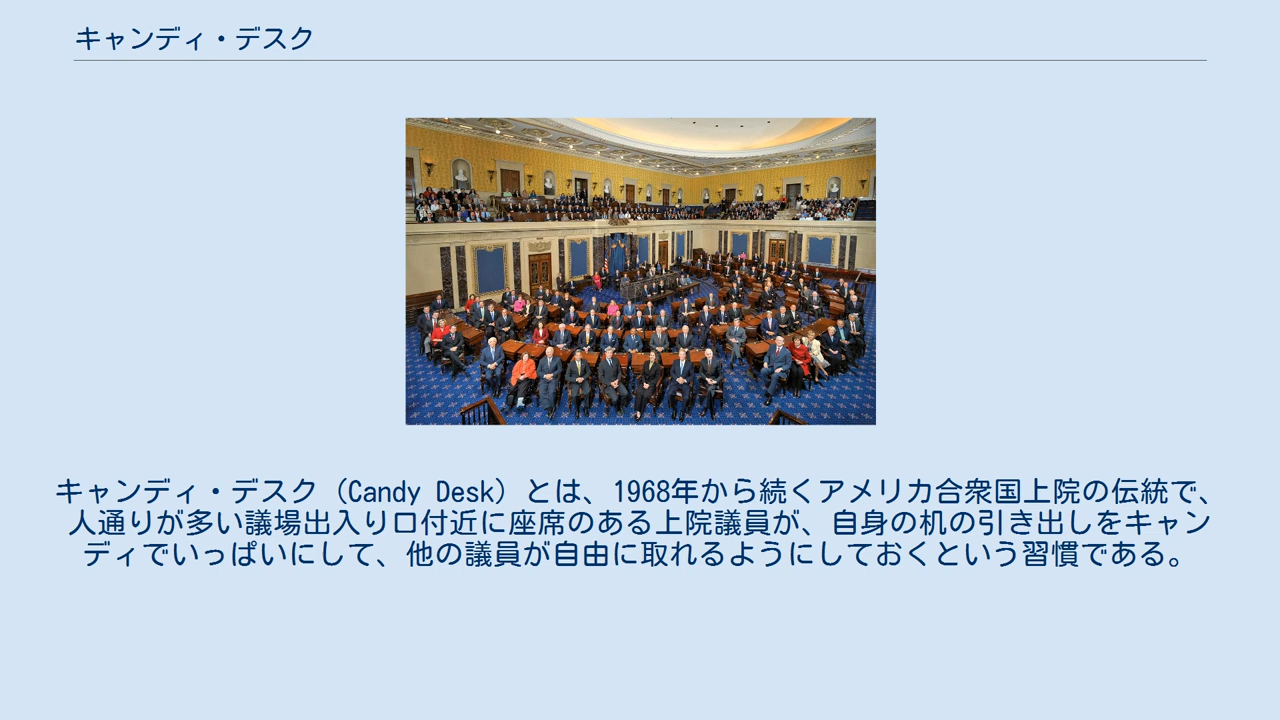 キャンディ・デスク
キャンディ・デスク（Candy Desk）とは、1968年から続くアメリカ合衆国上院の伝統で、
人通りが多い議場出入り口付近に座席のある上院議員が、自身の机の引き出しをキャン
ディでいっぱいにして、他の議員が自由に取れるようにしておくという習慣である。